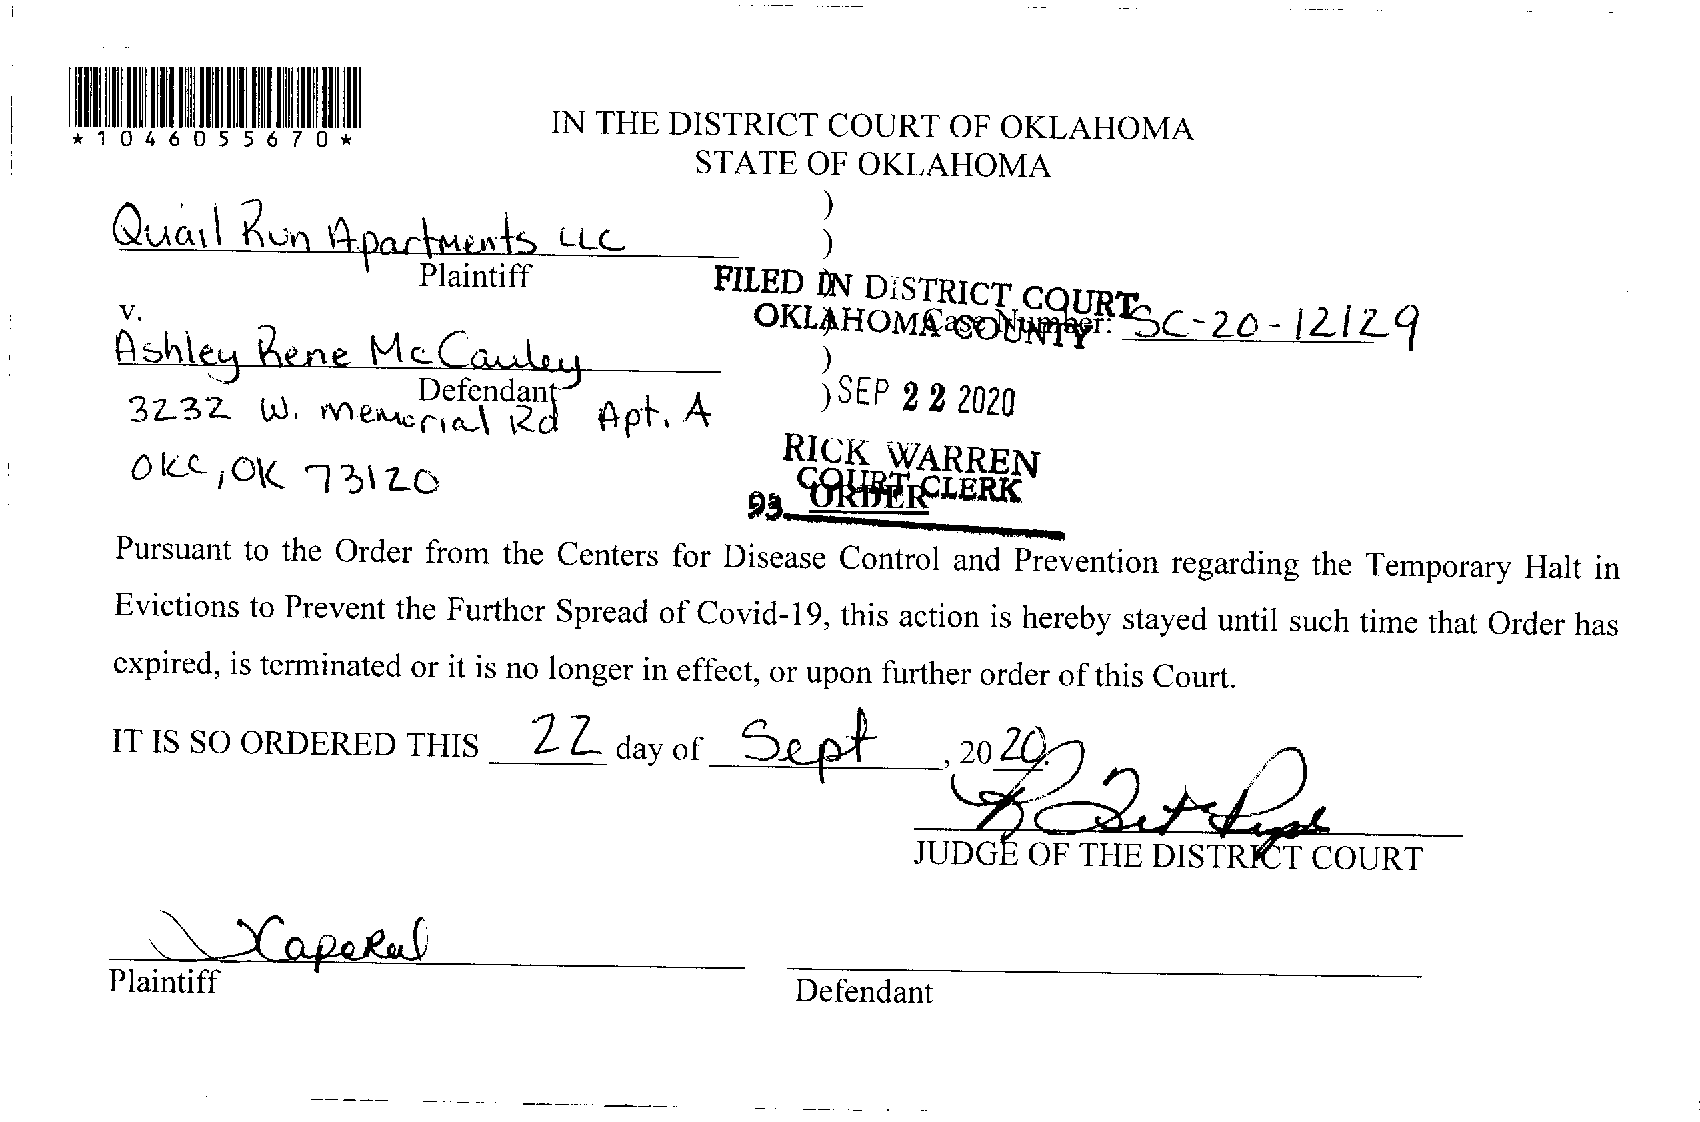 *1046055670*
IN THE DISTRICT COURT OF OKLAHOMA
STATE OF OKLAHOMA
Quail Run Apartments LLC )
)
Plaintiff
FILED IN DISTRICT COURT
OKLAHOMA COUNTY
v.
) Case Number: SC-20-12129
Ashley Rene McCauley )
Defendant
) SEP 22 2020
3232 W. Memorial Rd Apt. A
OKC, OK 73120
RICK WARREN
COURT CLERK
93
ORDER
Pursuant to the Order from the Centers for Disease Control and Prevention regarding the Temporary Halt in
Evictions to Prevent the Further Spread of Covid-19, this action is hereby stayed until such time that Order has
expired, is terminated or it is no longer in effect, or upon further order of this Court.
IT IS SO ORDERED THIS 22 day of Sept, 2020.
JUDGE OF THE DISTRICT COURT
Plaintiff
Defendant